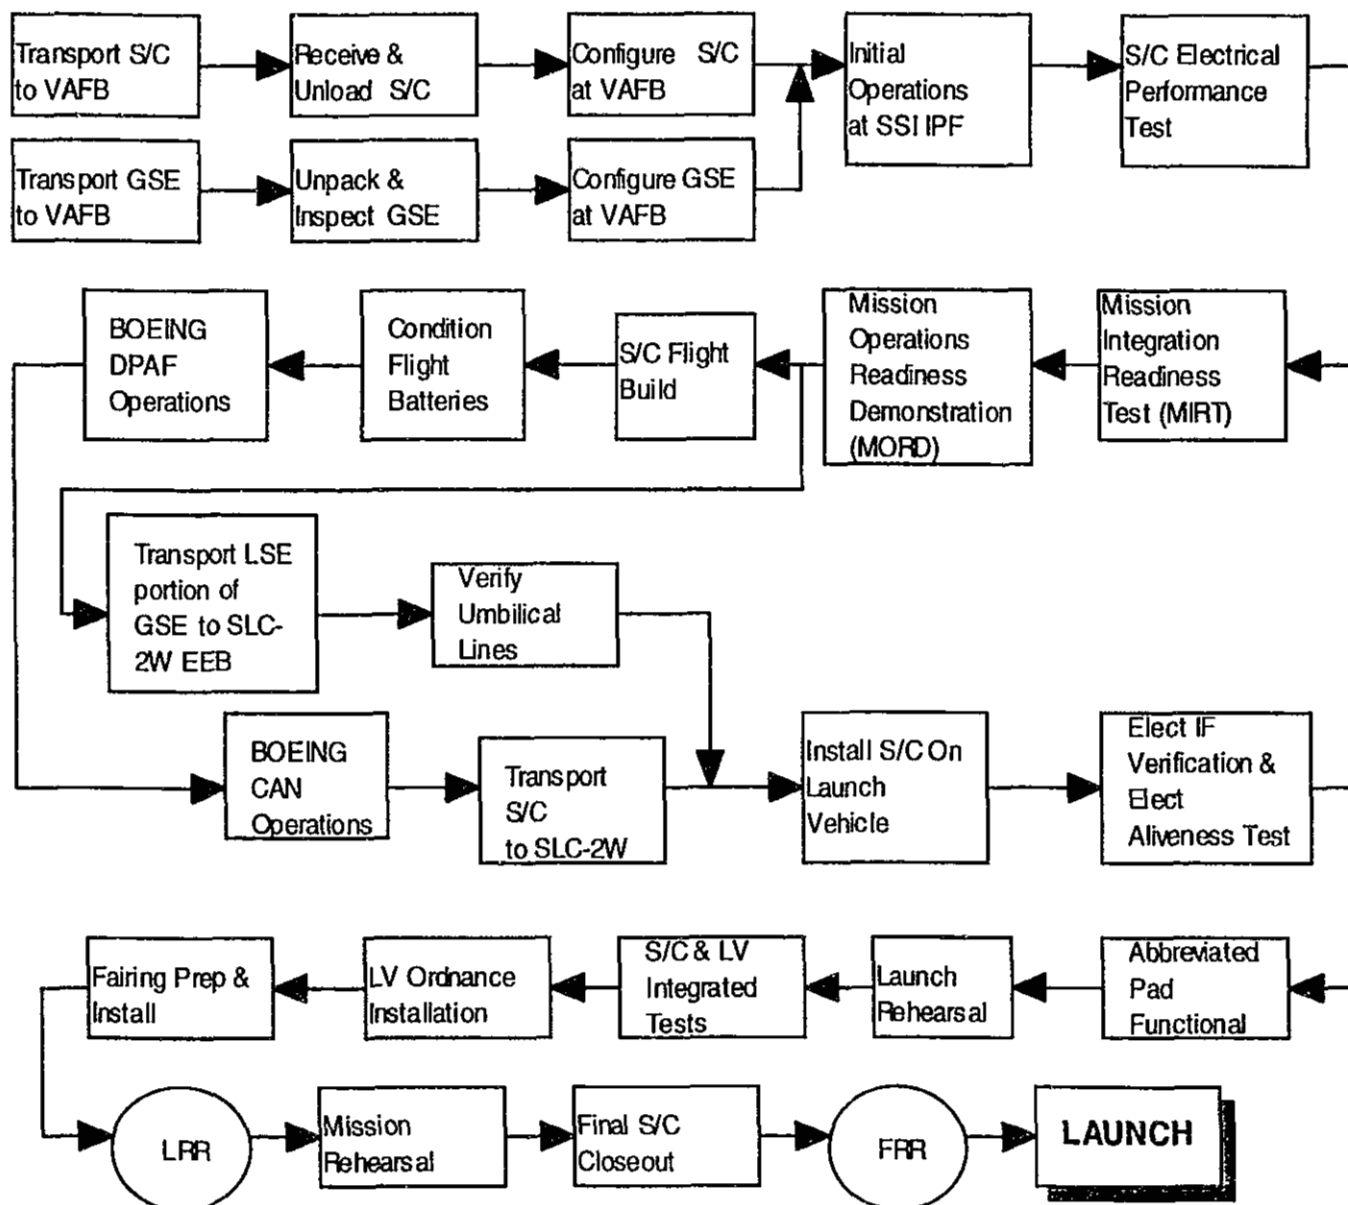 Transport S/C
to VAFB
Receive &
Unload S/C
Configure S/C
at VAFB
Initial
Operations
at SSI IPF
S/C Electrical
Performance
Test
Transport GSE
to VAFB
Unpack &
Inspect GSE
Configure GSE
at VAFB
BOEING
DPAF
Operations
Condition
Flight
Batteries
S/C Flight
Build
Mission
Operations
Readiness
Demonstration
(MORD)
Mission
Integration
Readiness
Test (MIRT)
Transport LSE
portion of
GSE to SLC-
2W EEB
Verify
Umbilical
Lines
BOEING
CAN
Operations
Transport
S/C
to SLC-2W
Install S/C On
Launch
Vehicle
Elect IF
Verification &
Elect
Aliveness Test
Fairing Prep &
Install
LV Ordnance
Installation
S/C & LV
Integrated
Tests
Launch
Rehearsal
Abbreviated
Pad
Functional
LRR
Mission
Rehearsal
Final S/C
Closeout
FRR
LAUNCH